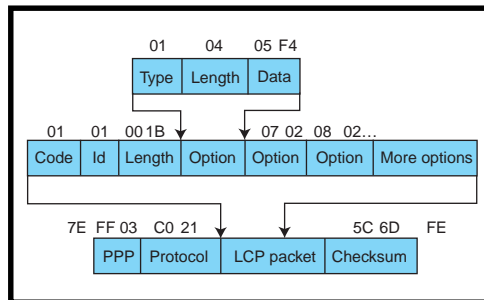 01 04 05 F4
Type Length Data
01 01 00 1B 07 02 08 02...
Code Id Length Option Option Option More options
7E FF 03 C0 21 5C 6D FE
PPP Protocol LCP packet Checksum